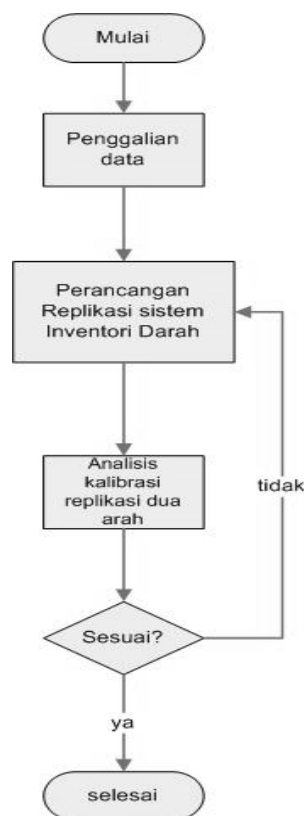 Mulai
Penggalian
data
Perancangan
Replikasi sistem
Inventori Darah
Analisis
kalibrasi
replikasi dua
arah
tidak
Sesuai?
ya
selesai